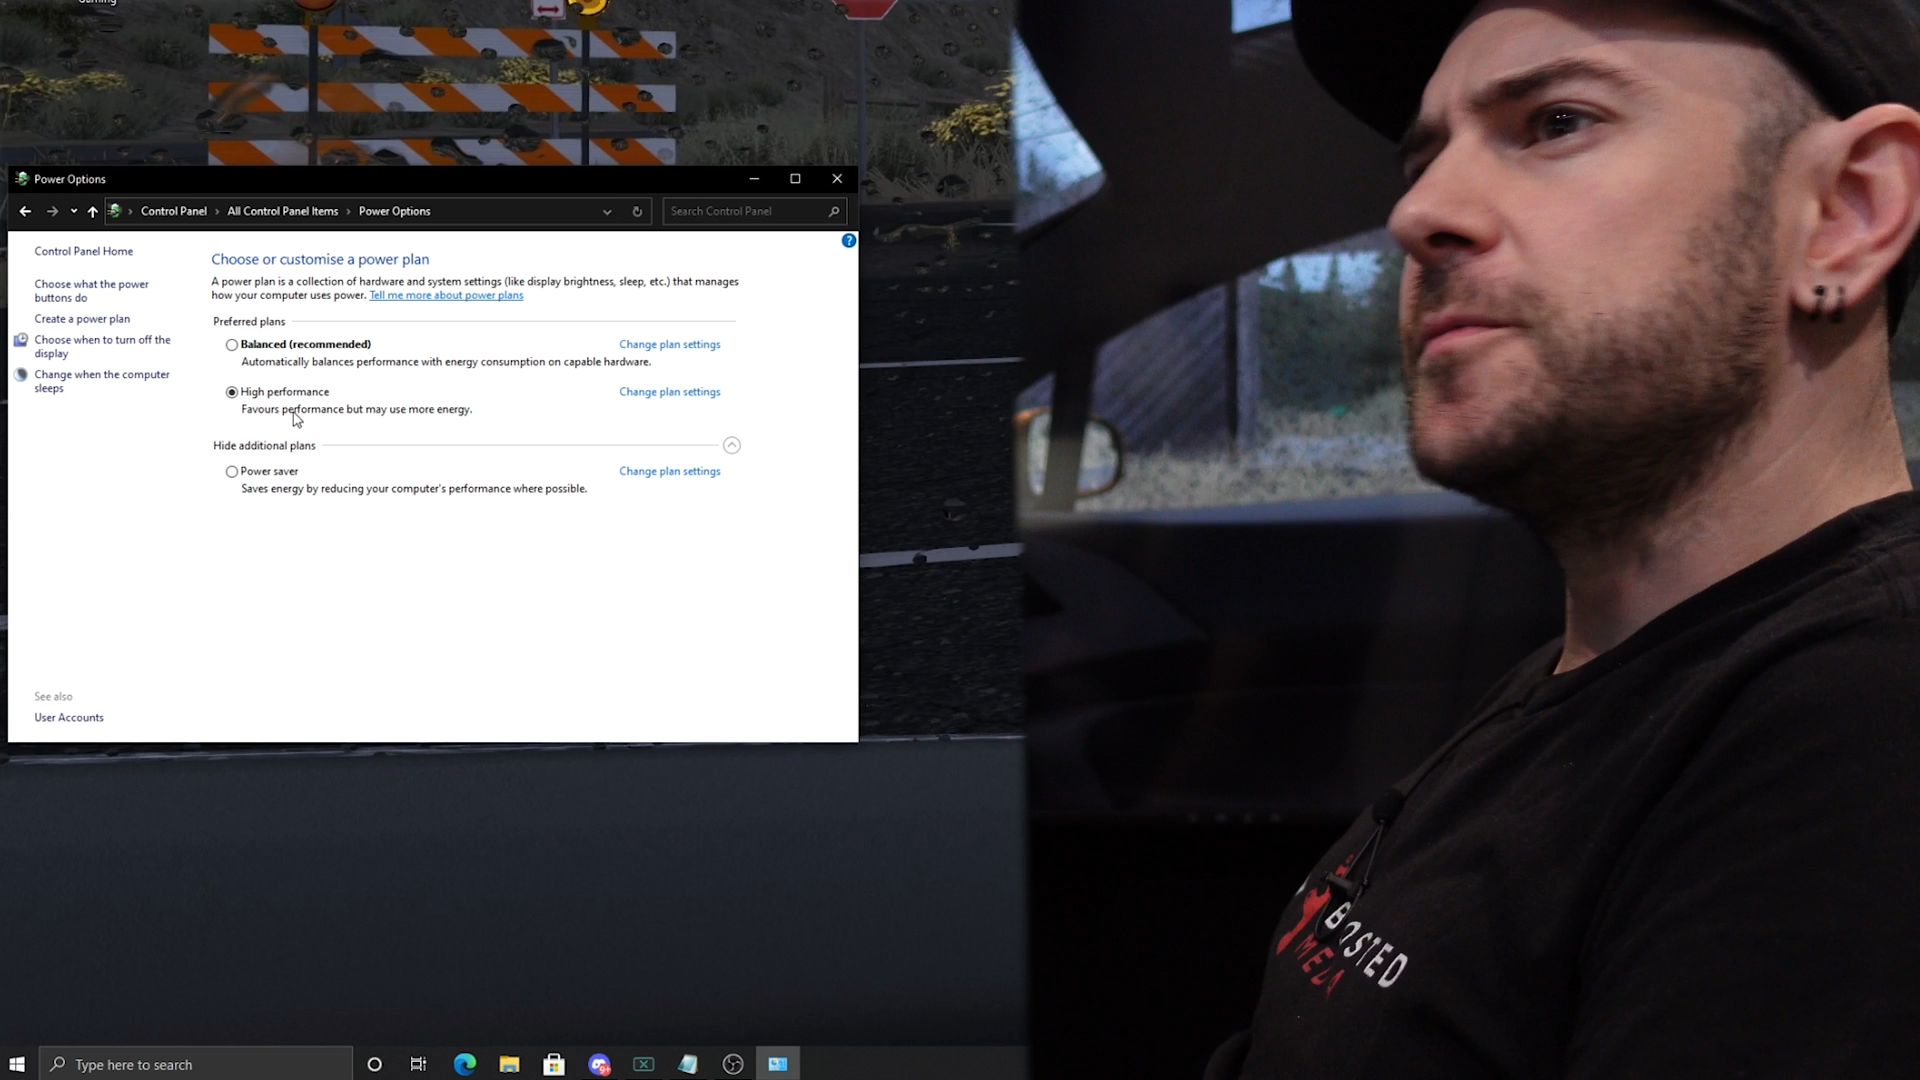 Power Options
Control Panel > All Control Panel Items > Power Options
Search Control Panel
Control Panel Home
Choose what the power
buttons do
Create a power plan
Choose when to turn off the
display
Change when the computer
sleeps
See also
User Accounts
?
Choose or customise a power plan
A power plan is a collection of hardware and system settings (like display brightness, sleep, etc.) that manages
how your computer uses power. Tell me more about power plans
Preferred plans
Balanced (recommended) Change plan settings
Automatically balances performance with energy consumption on capable hardware.
High performance Change plan settings
Favours performance but may use more energy.
Hide additional plans
Power saver Change plan settings
Saves energy by reducing your computer's performance where possible.
Type here to search
9+
BOOSTED
MEDIA